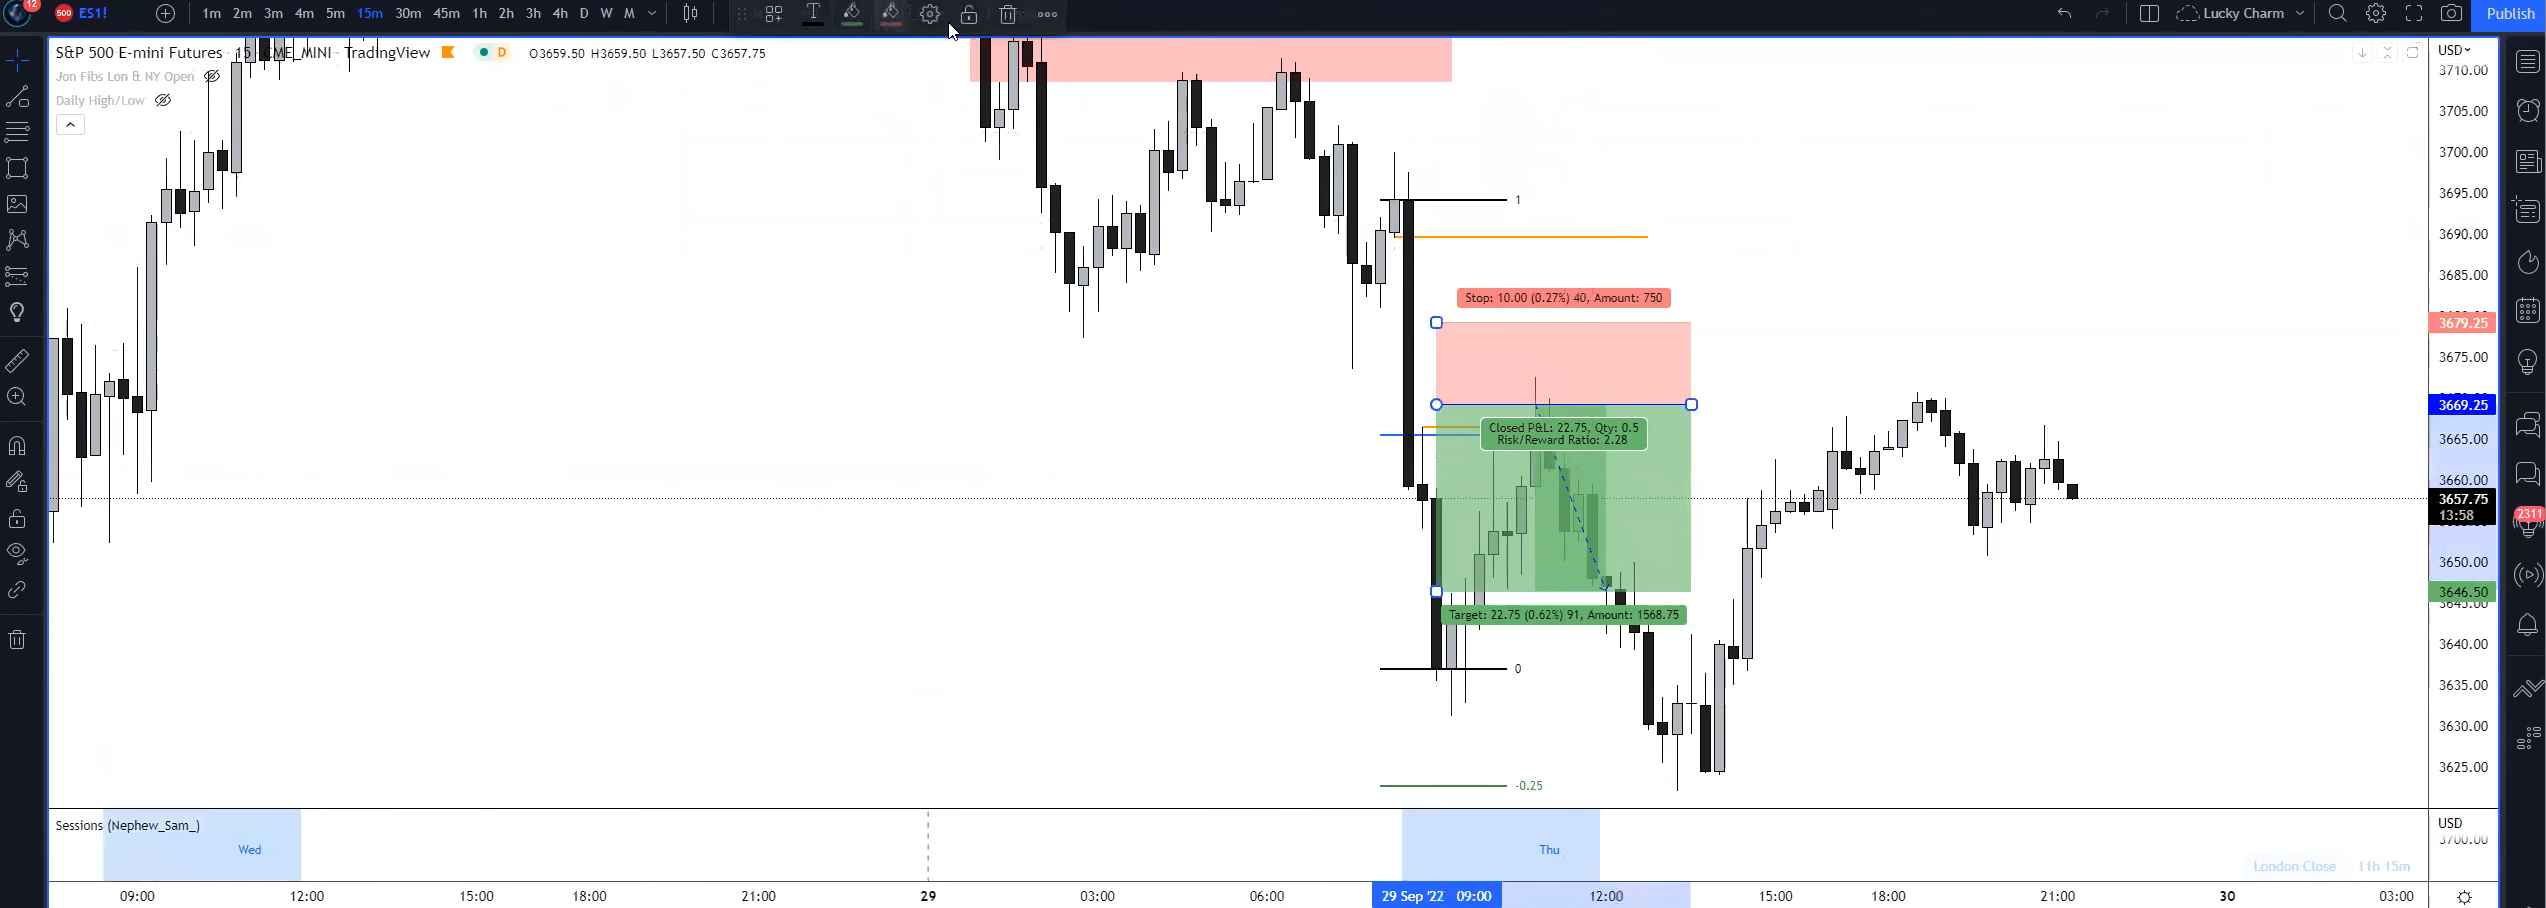 12
500 ES1! 1m 2m 3m 4m 5m 15m 30m 45m 1h 2h 3h 4h D W M T Lucky Charm Publish
S&P 500 E-mini Futures · 15 · CME_MINI · TradingView D O3659.50 H3659.50 L3657.50 C3657.75
Jon Fibs Lon & NY Open
Daily High/Low
USD
3710.00
3705.00
3700.00
3695.00
3690.00
3685.00
3679.25
3675.00
3669.25
3665.00
3660.00
3657.75
13:58
3650.00
3646.50
3645.00
3640.00
3635.00
3630.00
3625.00
1
Stop: 10.00 (0.27%) 40, Amount: 750
Closed P&L: 22.75, Qty: 0.5
Risk/Reward Ratio: 2.28
Target: 22.75 (0.62%) 91, Amount: 1568.75
0
-0.25
2311
Sessions (Nephew_Sam_)
USD
3700.00
Wed
Thu
London Close 11h 15m
09:00 12:00 15:00 18:00 21:00 29 03:00 06:00 29 Sep '22 09:00 12:00 15:00 18:00 21:00 30 03:00